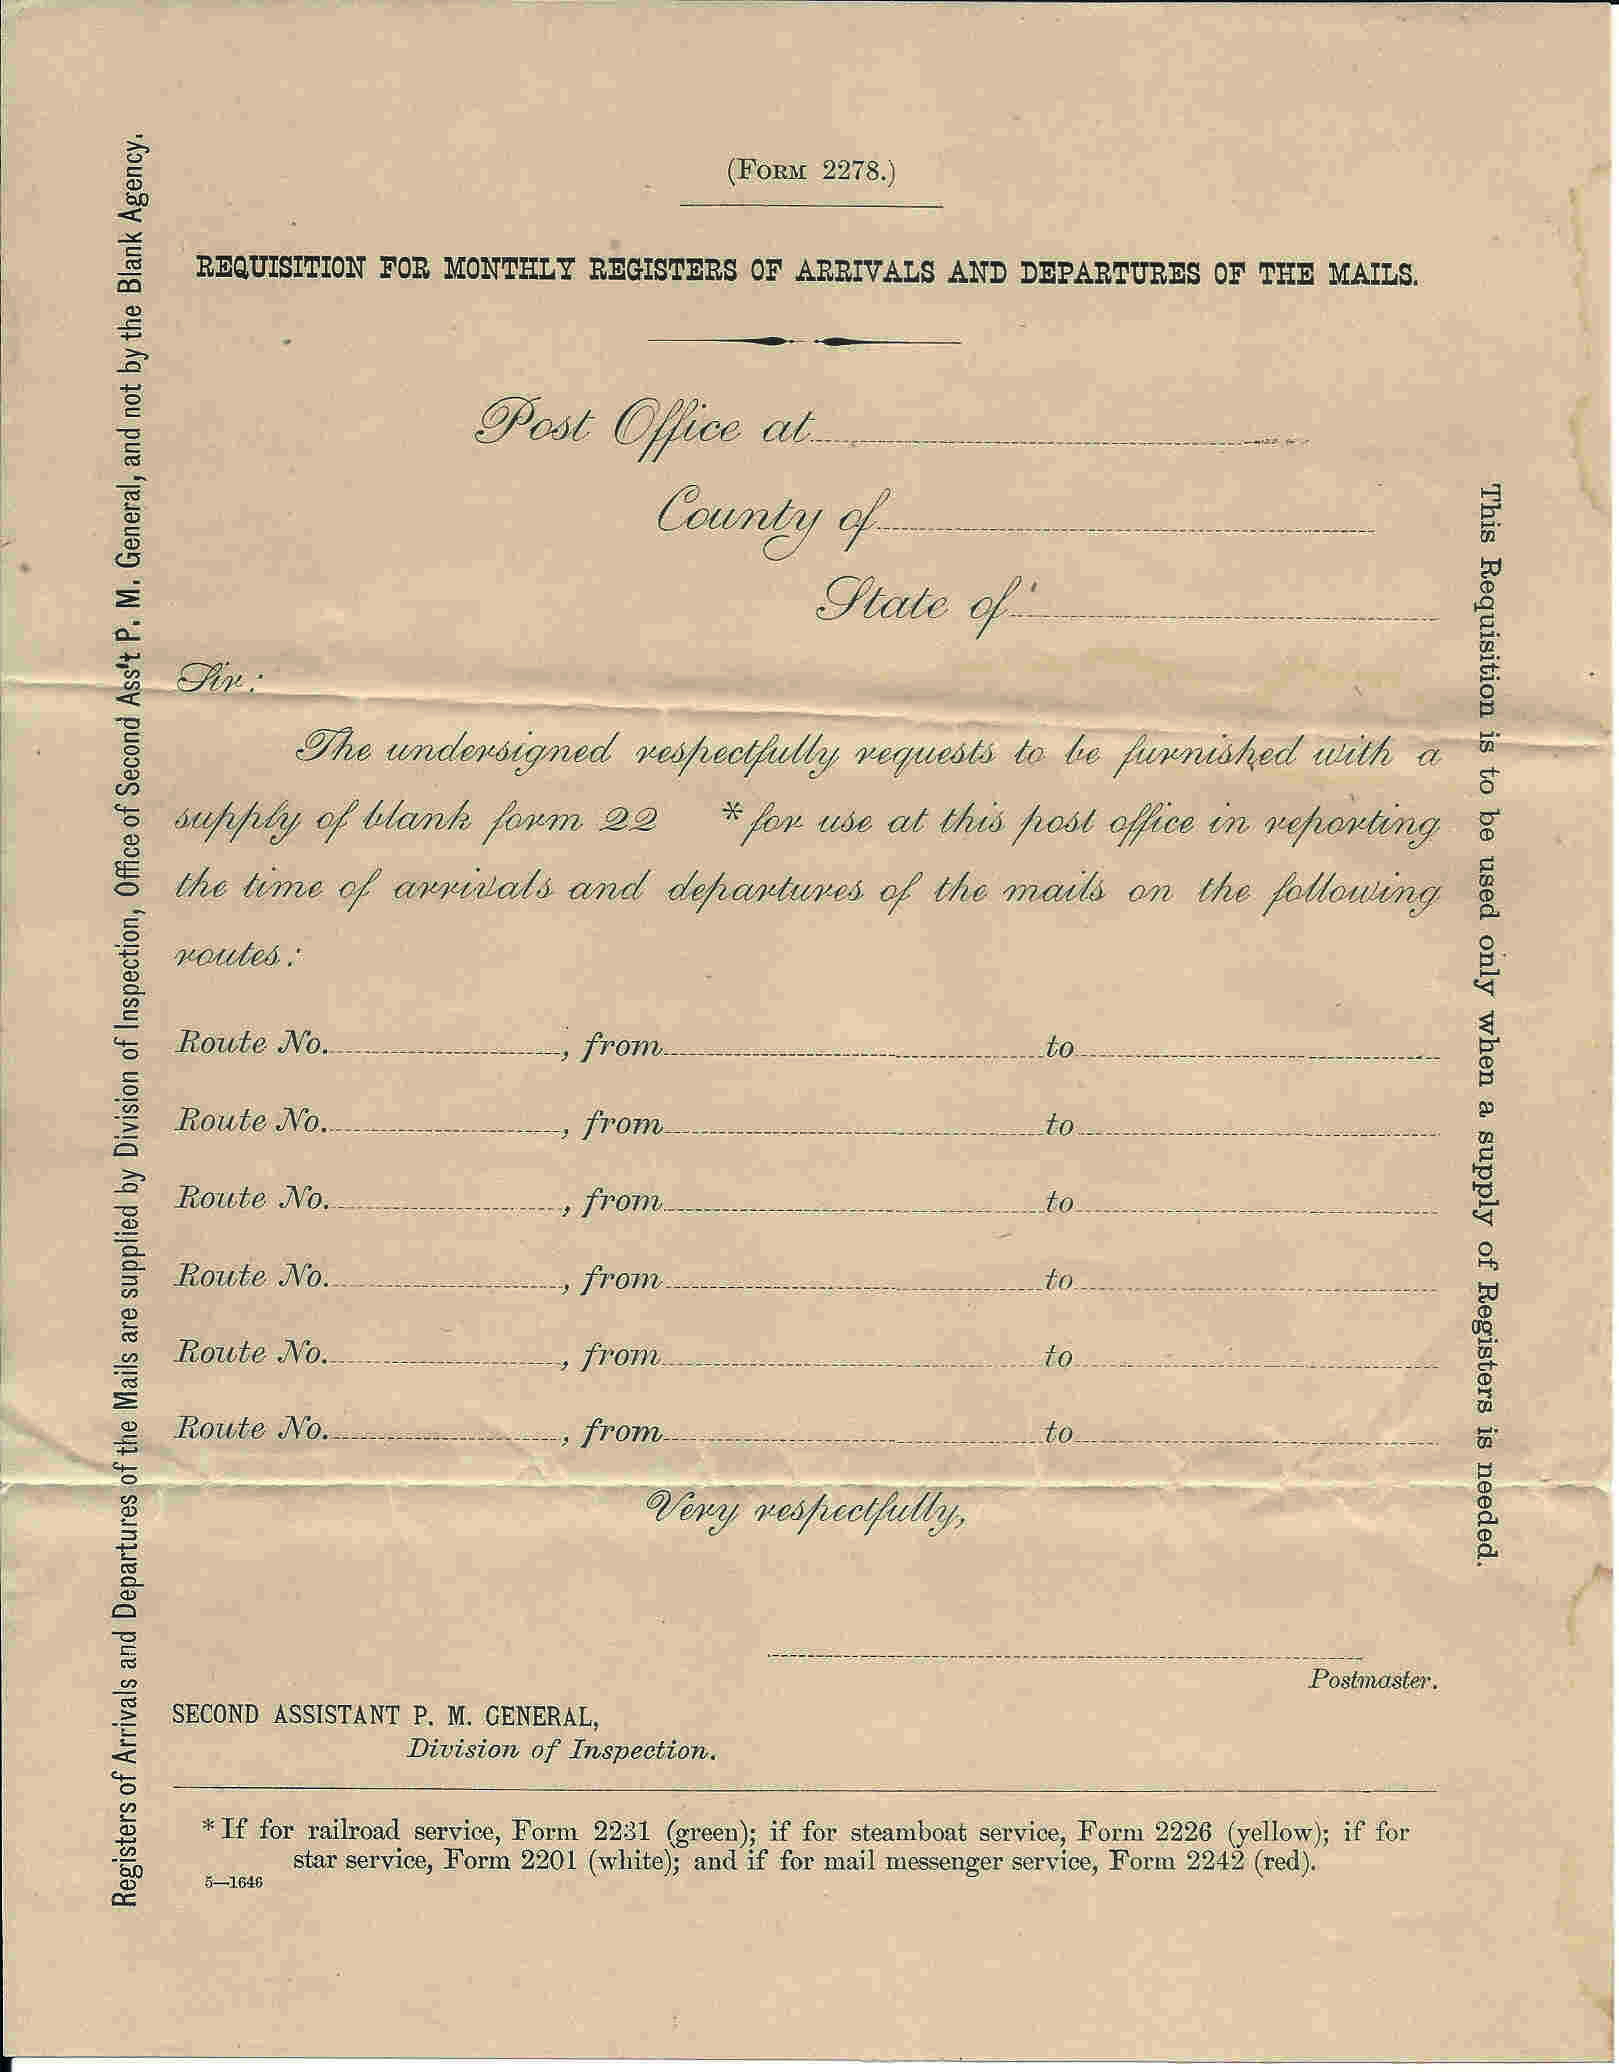 (FORM 2278.)
REQUISITION FOR MONTHLY REGISTERS OF ARRIVALS AND DEPARTURES OF THE MAILS.
Post Office at
County of
State of
Sir:
The undersigned respectfully requests to be furnished with a
supply of blank form 22 * for use at this post office in reporting
the time of arrivals and departures of the mails on the following
routes:
Route No. , from to
Route No. , from to
Route No. , from to
Route No. , from to
Route No. , from to
Route No. , from to
Very respectfully,
Postmaster.
SECOND ASSISTANT P. M. GENERAL,
Division of Inspection.
* If for railroad service, Form 2231 (green); if for steamboat service, Form 2226 (yellow); if for
star service, Form 2201 (white); and if for mail messenger service, Form 2242 (red).
5—1646
Registers of Arrivals and Departures of the Mails are supplied by Division of Inspection, Office of Second Ass't P. M. General, and not by the Blank Agency.
This Requisition is to be used only when a supply of Registers is needed.